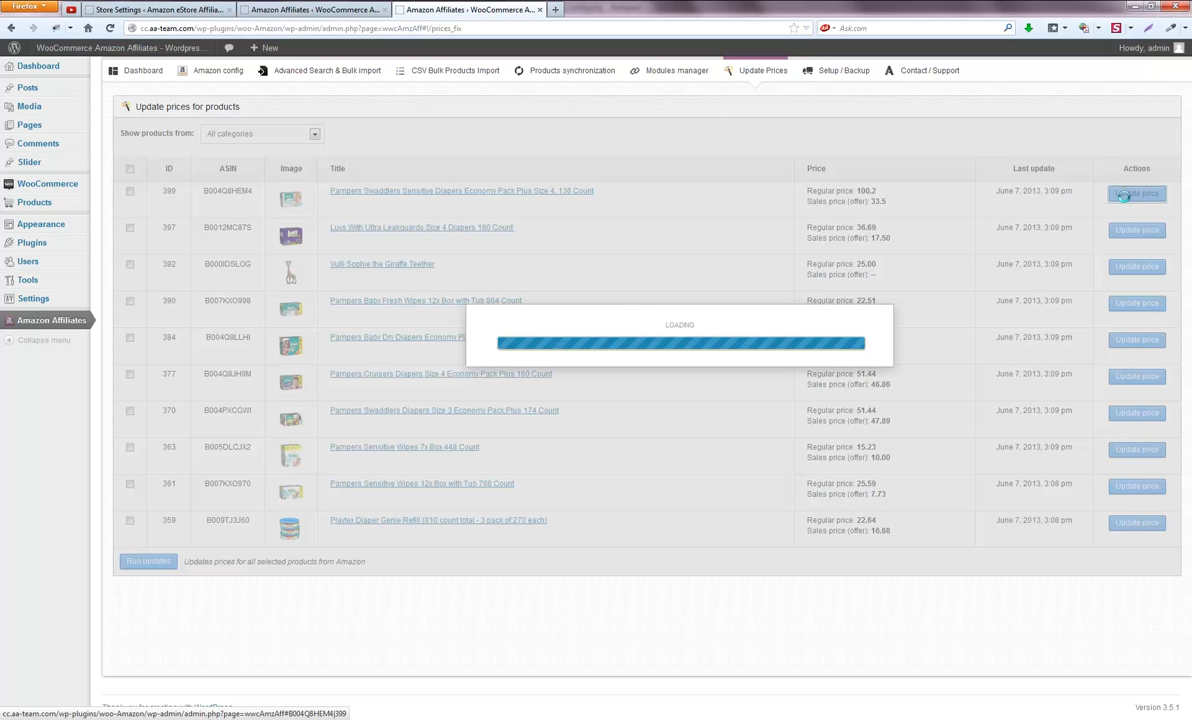 Firefox
Store Settings ‹ Amazon eStore Affilia...
Amazon Affiliates ‹ WooCommerce A...
Amazon Affiliates ‹ WooCommerce A...
cc.aa-team.com/wp-plugins/woo-Amazon/wp-admin/admin.php?page=wwcAmzAff#!/prices_fix
Ask.com
WooCommerce Amazon Affiliates - Wordpres...
+ New
Howdy, admin
Dashboard
Posts
Media
Pages
Comments
Slider
WooCommerce
Products
Appearance
Plugins
Users
Tools
Settings
Amazon Affiliates
Collapse menu
Dashboard
Amazon config
Advanced Search & Bulk import
CSV Bulk Products Import
Products synchronization
Modules manager
Update Prices
Setup / Backup
Contact / Support
Update prices for products
Show products from: All categories
ID ASIN Image Title Price Last update Actions
399 B004Q8HEM4 Pampers Swaddlers Sensitive Diapers Economy Pack Plus Size 4, 136 Count Regular price: 100.2 June 7, 2013, 3:09 pm Update price
Sales price (offer): 33.5
397 B0012MC87S Luvs With Ultra Leakguards Size 4 Diapers 180 Count Regular price: 36.69 June 7, 2013, 3:09 pm Update price
Sales price (offer): 17.50
392 B000IDSLOG Vulli Sophie the Giraffe Teether Regular price: 25.00 June 7, 2013, 3:09 pm Update price
Sales price (offer): --
390 B007KXO998 Pampers Baby Fresh Wipes 12x Box with Tub 864 Count Regular price: 22.51 June 7, 2013, 3:09 pm Update price
384 B004Q8LLHI Pampers Baby Dry Diapers Economy P June 7, 2013, 3:09 pm Update price
LOADING
377 B004Q8JH9M Pampers Cruisers Diapers Size 4 Economy Pack Plus 160 Count Regular price: 51.44 June 7, 2013, 3:09 pm Update price
Sales price (offer): 46.86
370 B004PXCGWI Pampers Swaddlers Diapers Size 3 Economy Pack Plus 174 Count Regular price: 51.44 June 7, 2013, 3:09 pm Update price
Sales price (offer): 47.89
363 B005DLCJX2 Pampers Sensitive Wipes 7x Box 448 Count Regular price: 15.23 June 7, 2013, 3:09 pm Update price
Sales price (offer): 10.00
361 B007KXO970 Pampers Sensitive Wipes 12x Box with Tub 768 Count Regular price: 25.59 June 7, 2013, 3:08 pm Update price
Sales price (offer): 7.73
359 B009TJ3J60 Playtex Diaper Genie Refill (810 count total - 3 pack of 270 each) Regular price: 22.64 June 7, 2013, 3:08 pm Update price
Sales price (offer): 16.68
Run updates Updates prices for all selected products from Amazon
Version 3.5.1
cc.aa-team.com/wp-plugins/woo-Amazon/wp-admin/admin.php?page=wwcAmzAff#B004Q8HEM4|399